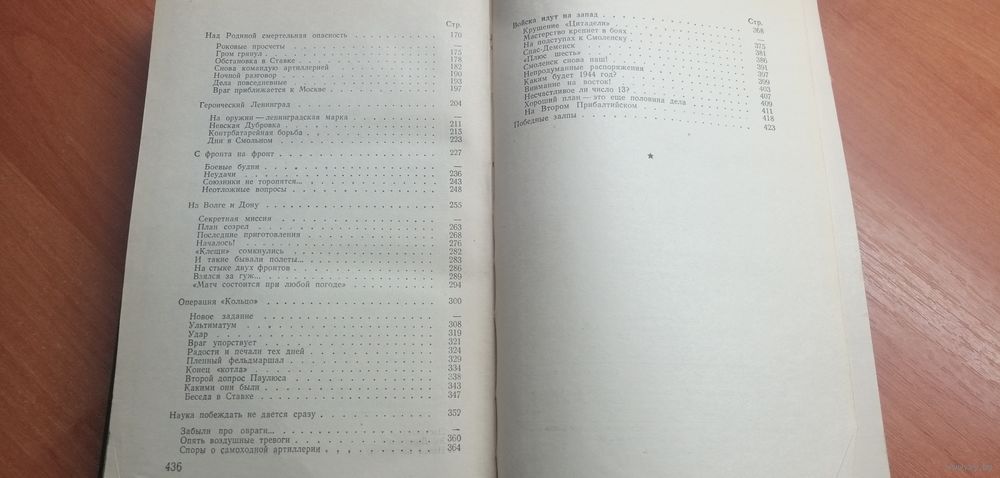 Стр.
Над Родиной смертельная опасность 170
Роковые просчеты —
Гром грянул 175
Обстановка в Ставке 178
Снова командую артиллерией 182
Ночной разговор 190
Дела повседневные 193
Враг приближается к Москве 197
Героический Ленинград 204
На оружии — ленинградская марка —
Невская Дубровка 211
Контрбатарейная борьба 215
Дни в Смольном 223
С фронта на фронт 227
Боевые будни —
Неудачи 236
Союзники не торопятся... 243
Неотложные вопросы 248
На Волге и Дону 255
Секретная миссия —
План созрел 263
Последние приготовления 268
Началось! 276
«Клещи» сомкнулись 282
И такие бывали полеты... 283
На стыке двух фронтов 286
Взялся за гуж... 289
«Матч состоится при любой погоде» 294
Операция «Кольцо» 300
Новое задание —
Ультиматум 308
Удар 319
Враг упорствует 321
Радости и печали тех дней 324
Пленный фельдмаршал 329
Конец «котла» 334
Второй допрос Паулюса 338
Какими они были 343
Беседа в Ставке 347
Наука побеждать не дается сразу 352
Забыли про овраги... —
Опять воздушные тревоги 360
Споры о самоходной артиллерии 364
436
Стр.
Войска идут на запад 368
Крушение «Цитадели» —
Мастерство крепнет в боях 375
На подступах к Смоленску 381
Спас-Деменск 386
«Плюс шесть» 391
Смоленск снова наш! 397
Непродуманные распоряжения 399
Каким будет 1944 год? 403
Внимание на восток! 407
Несчастливое ли число 13? 409
Хороший план — это еще половина дела 411
На Втором Прибалтийском 418
Победные залпы 423